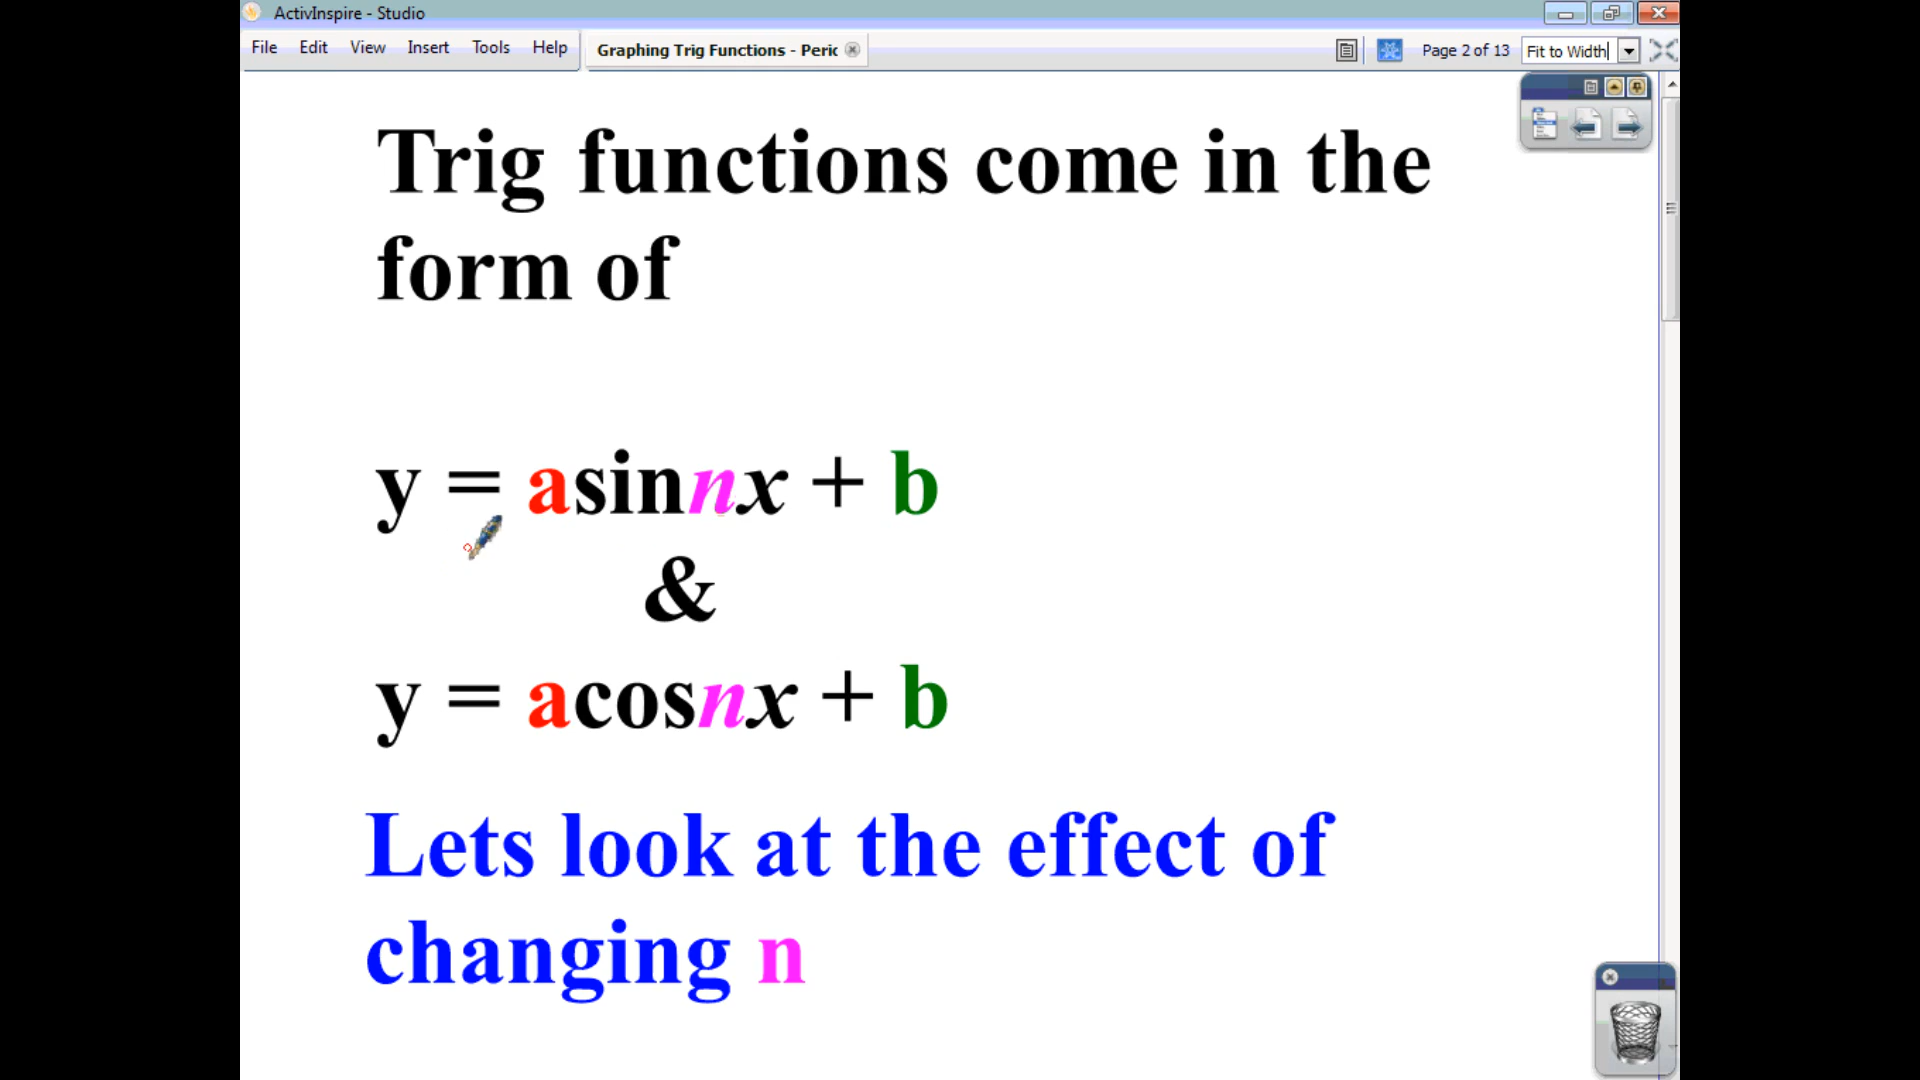 ActivInspire - Studio
File Edit View Insert Tools Help
Graphing Trig Functions - Peric
Page 2 of 13
Fit to Width
Trig functions come in the
form of
y = asinnx + b
&
y = acosnx + b
Lets look at the effect of
changing n